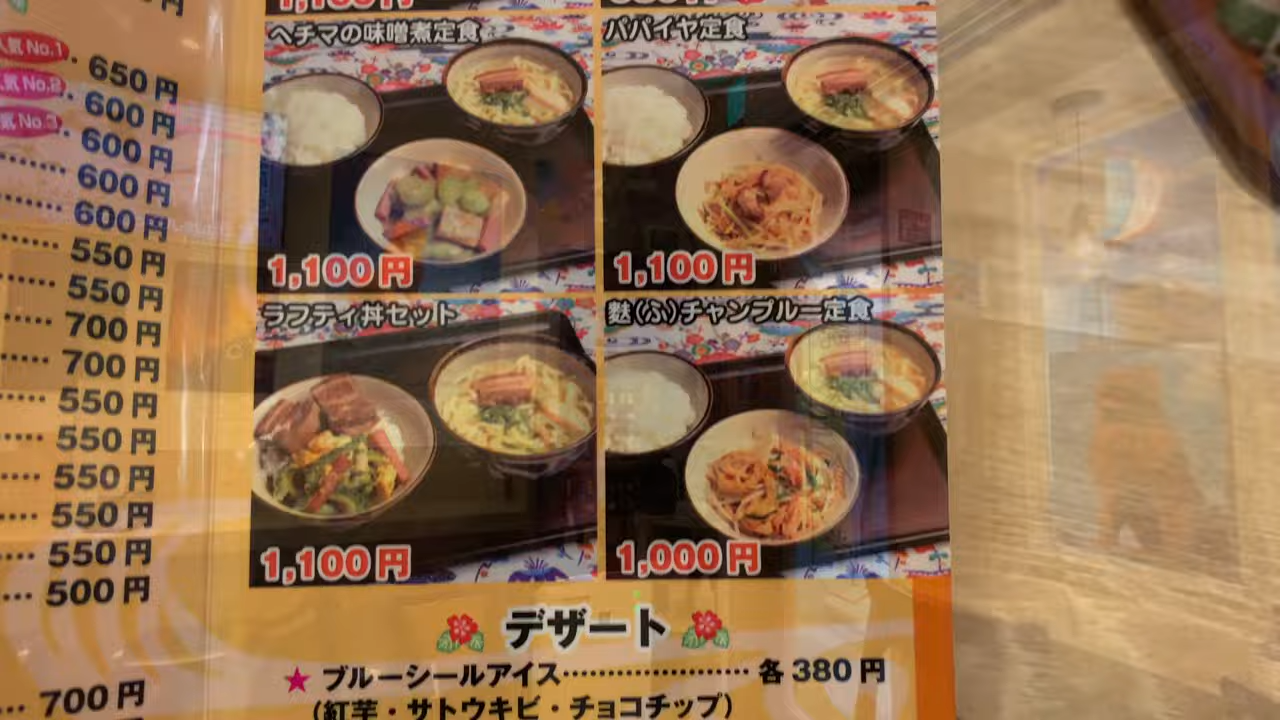 人気No.1
650円
人気No.2
600円
気No.3
600円
600円
600円
550円
550円
700円
700円
550円
550円
550円
550円
550円
500円
700円
ヘチマの味噌煮定食
1,100円
パパイヤ定食
1,100円
ラフティ丼セット
1,100円
麩(ふ)チャンプルー定食
1,000円
デザート
★ ブルーシールアイス………………… 各380円
(紅芋・サトウキビ・チョコチップ)